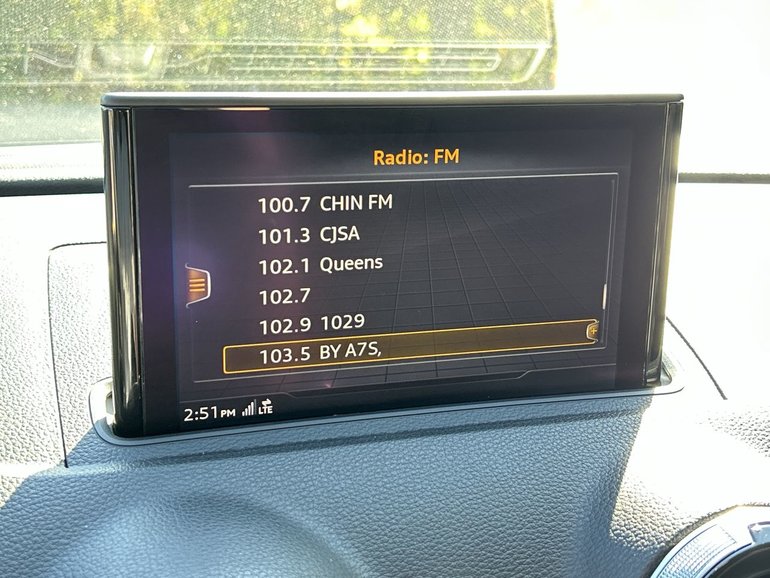 Radio: FM
100.7 CHIN FM
101.3 CJSA
102.1 Queens
102.7
102.9 1029
103.5 BY A7S,
2:51PM LTE